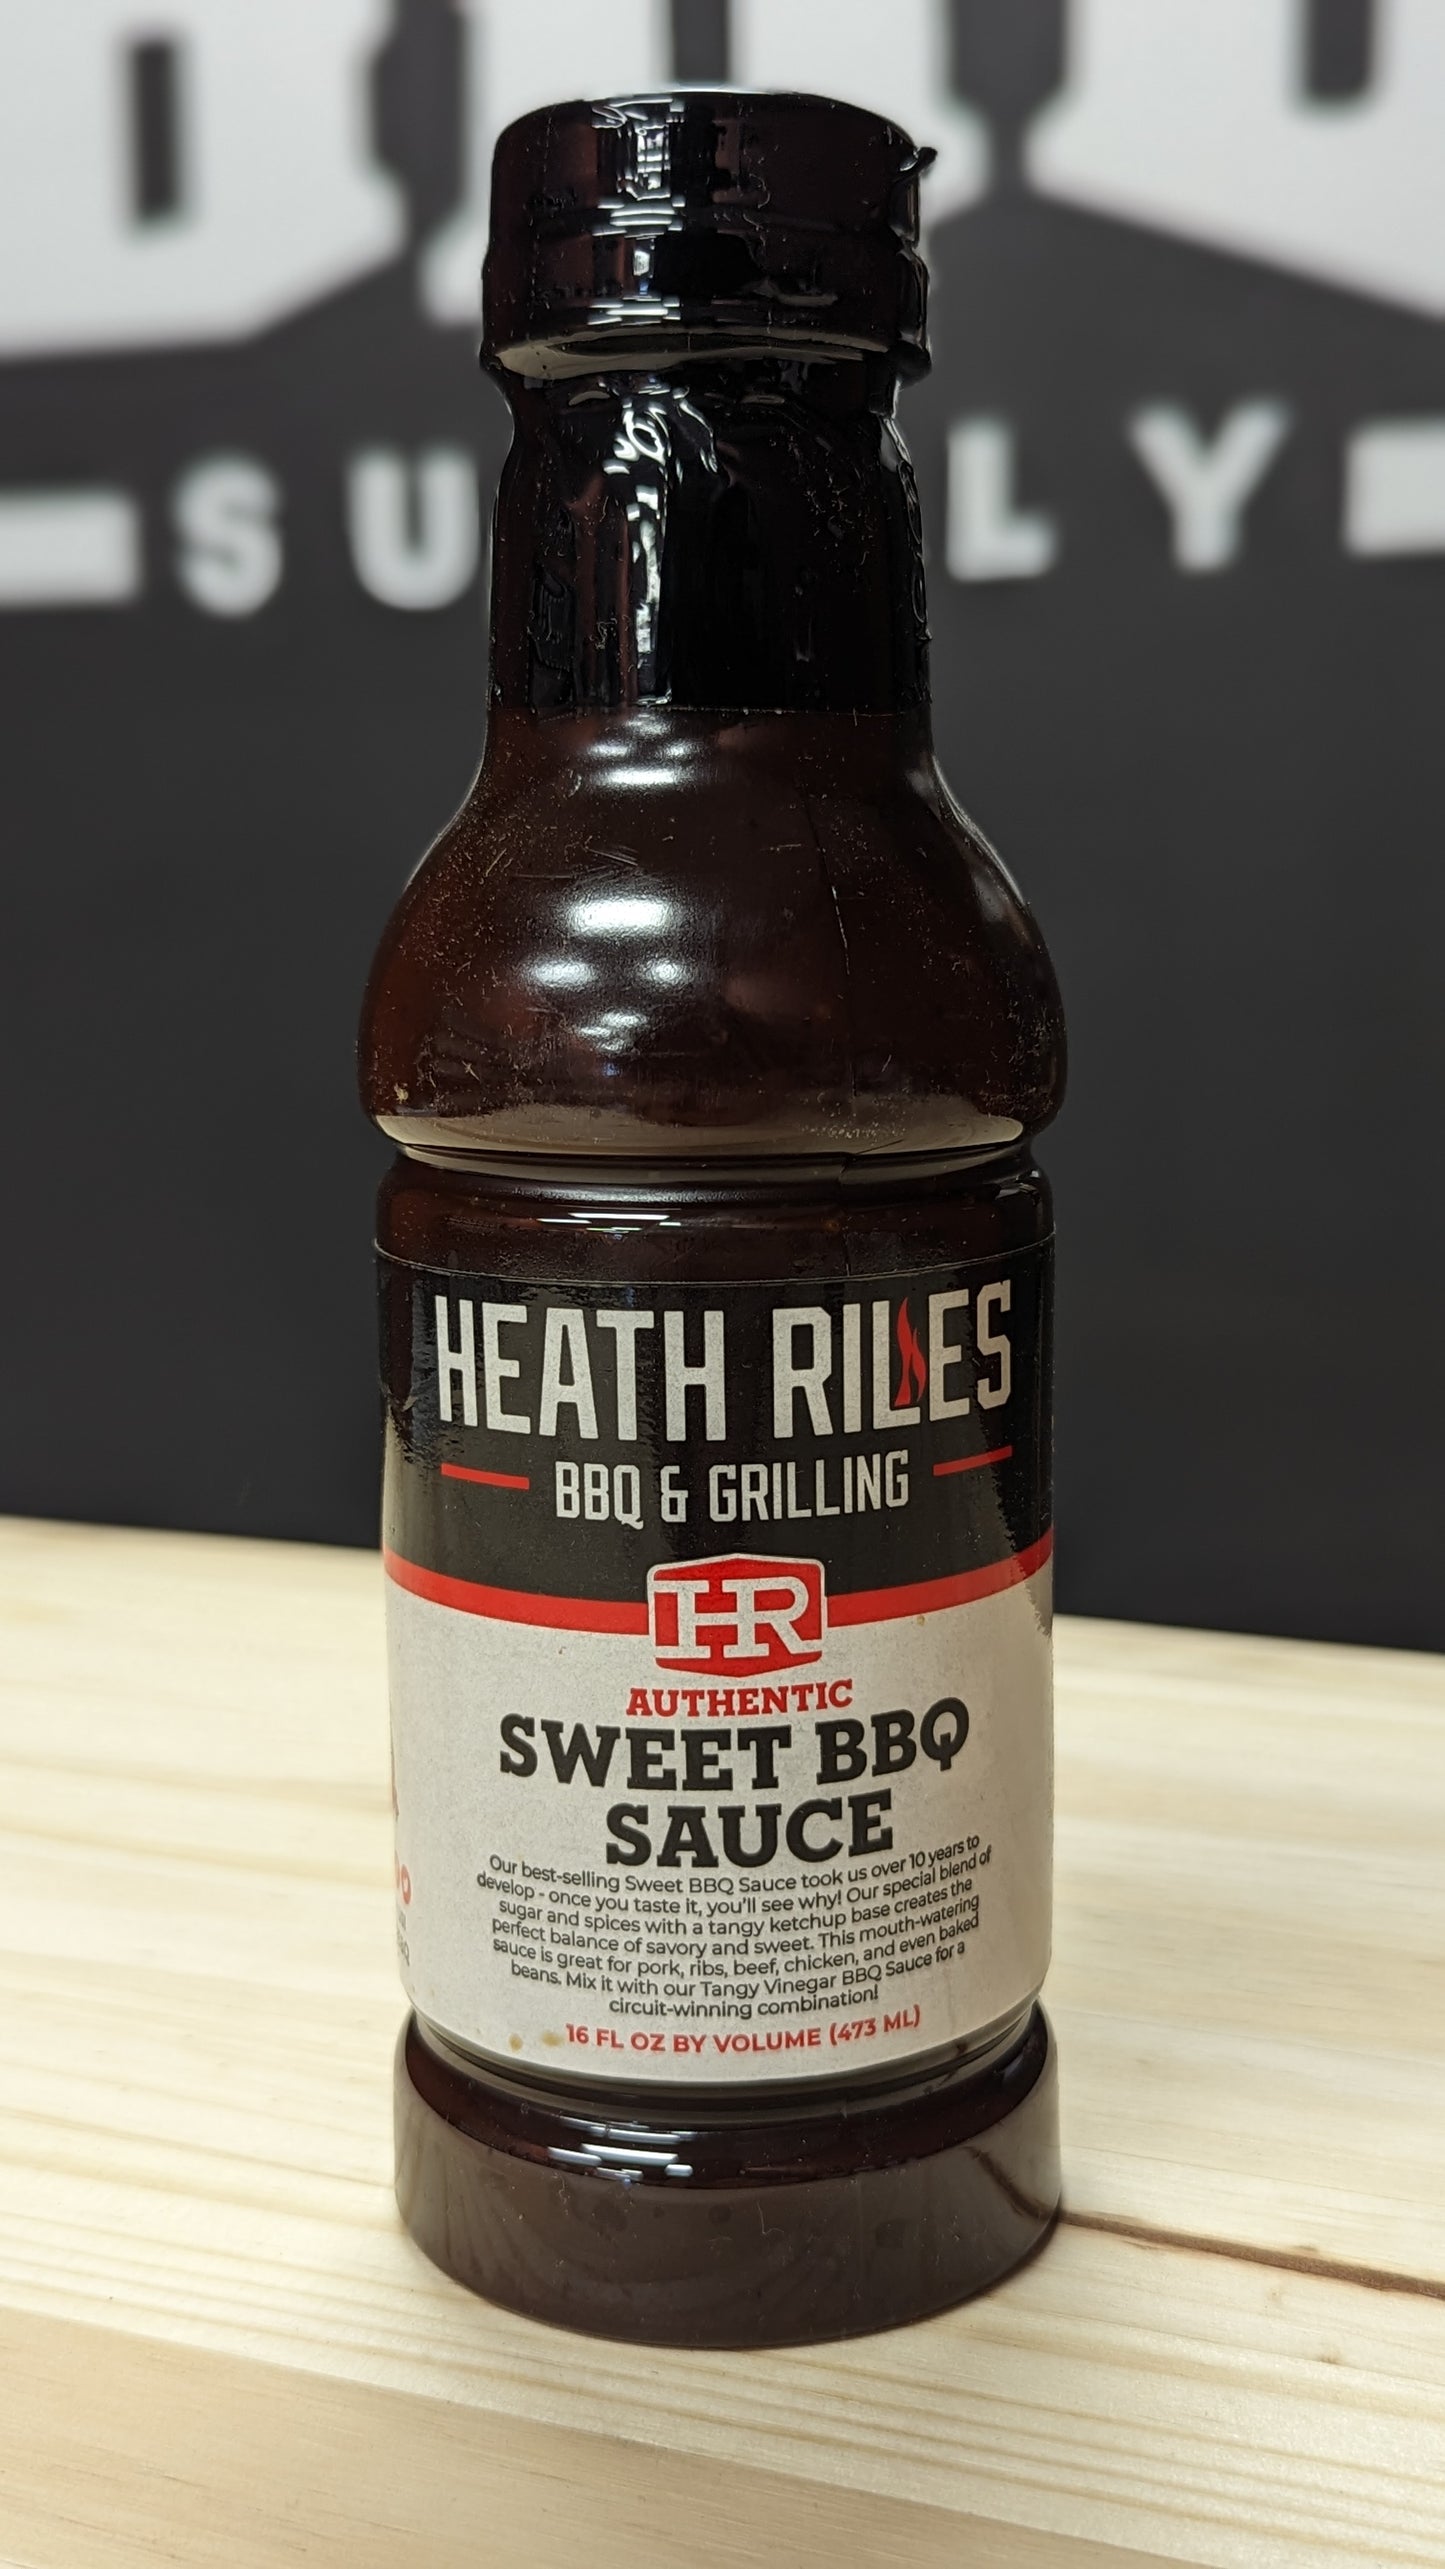 SU LY
HEATH RILES
BBQ & GRILLING
HR
AUTHENTIC
SWEET BBQ
SAUCE
Our best-selling Sweet BBQ Sauce took us over 10 years to
develop - once you taste it, you'll see why! Our special blend of
sugar and spices with a tangy ketchup base creates the
perfect balance of savory and sweet. This mouth-watering
sauce is great for pork, ribs, beef, chicken, and even baked
beans. Mix it with our Tangy Vinegar BBQ Sauce for a
circuit-winning combination!
16 FL OZ BY VOLUME (473 ML)